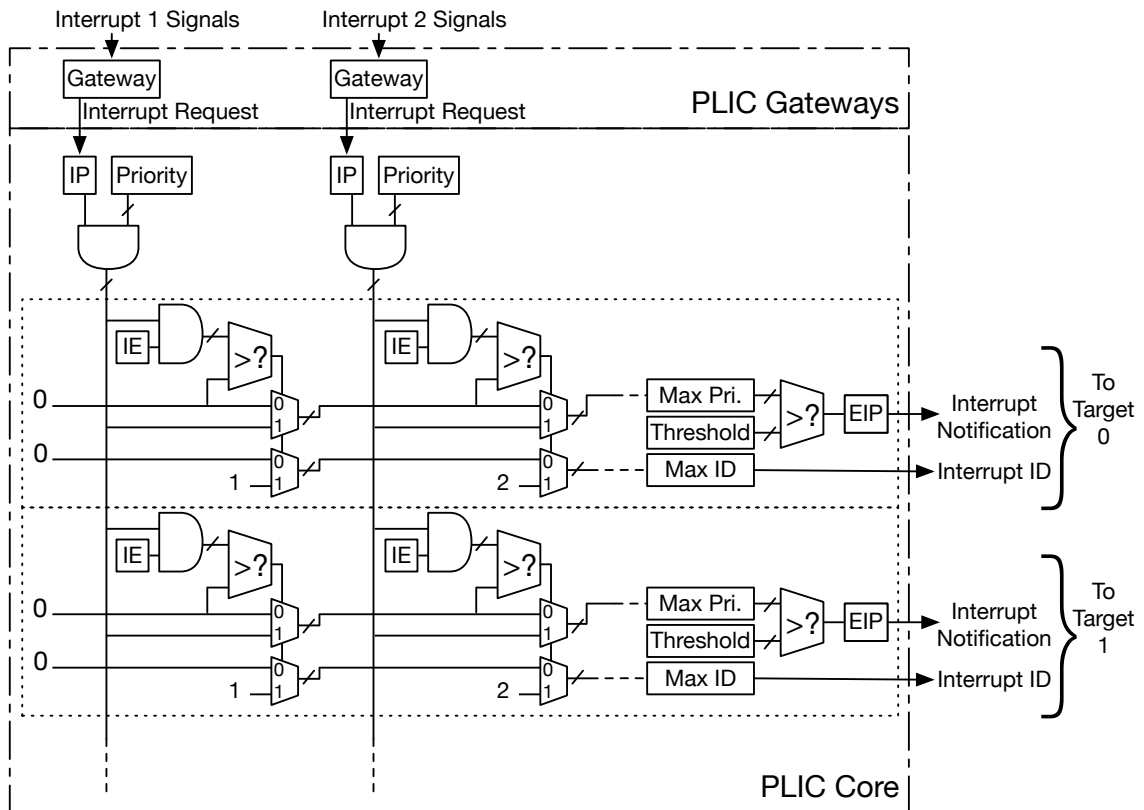 Interrupt 1 Signals
Interrupt 2 Signals
Gateway
Gateway
Interrupt Request
Interrupt Request
PLIC Gateways
IP
Priority
IP
Priority
IE
>?
IE
>?
0
0
1
0
1
Max Pri.
Threshold
>?
EIP
Interrupt
Notification
To
Target
0
0
1
0
1
2
0
1
Max ID
Interrupt ID
IE
>?
IE
>?
0
0
1
0
1
Max Pri.
Threshold
>?
EIP
Interrupt
Notification
To
Target
1
0
1
0
1
2
0
1
Max ID
Interrupt ID
PLIC Core